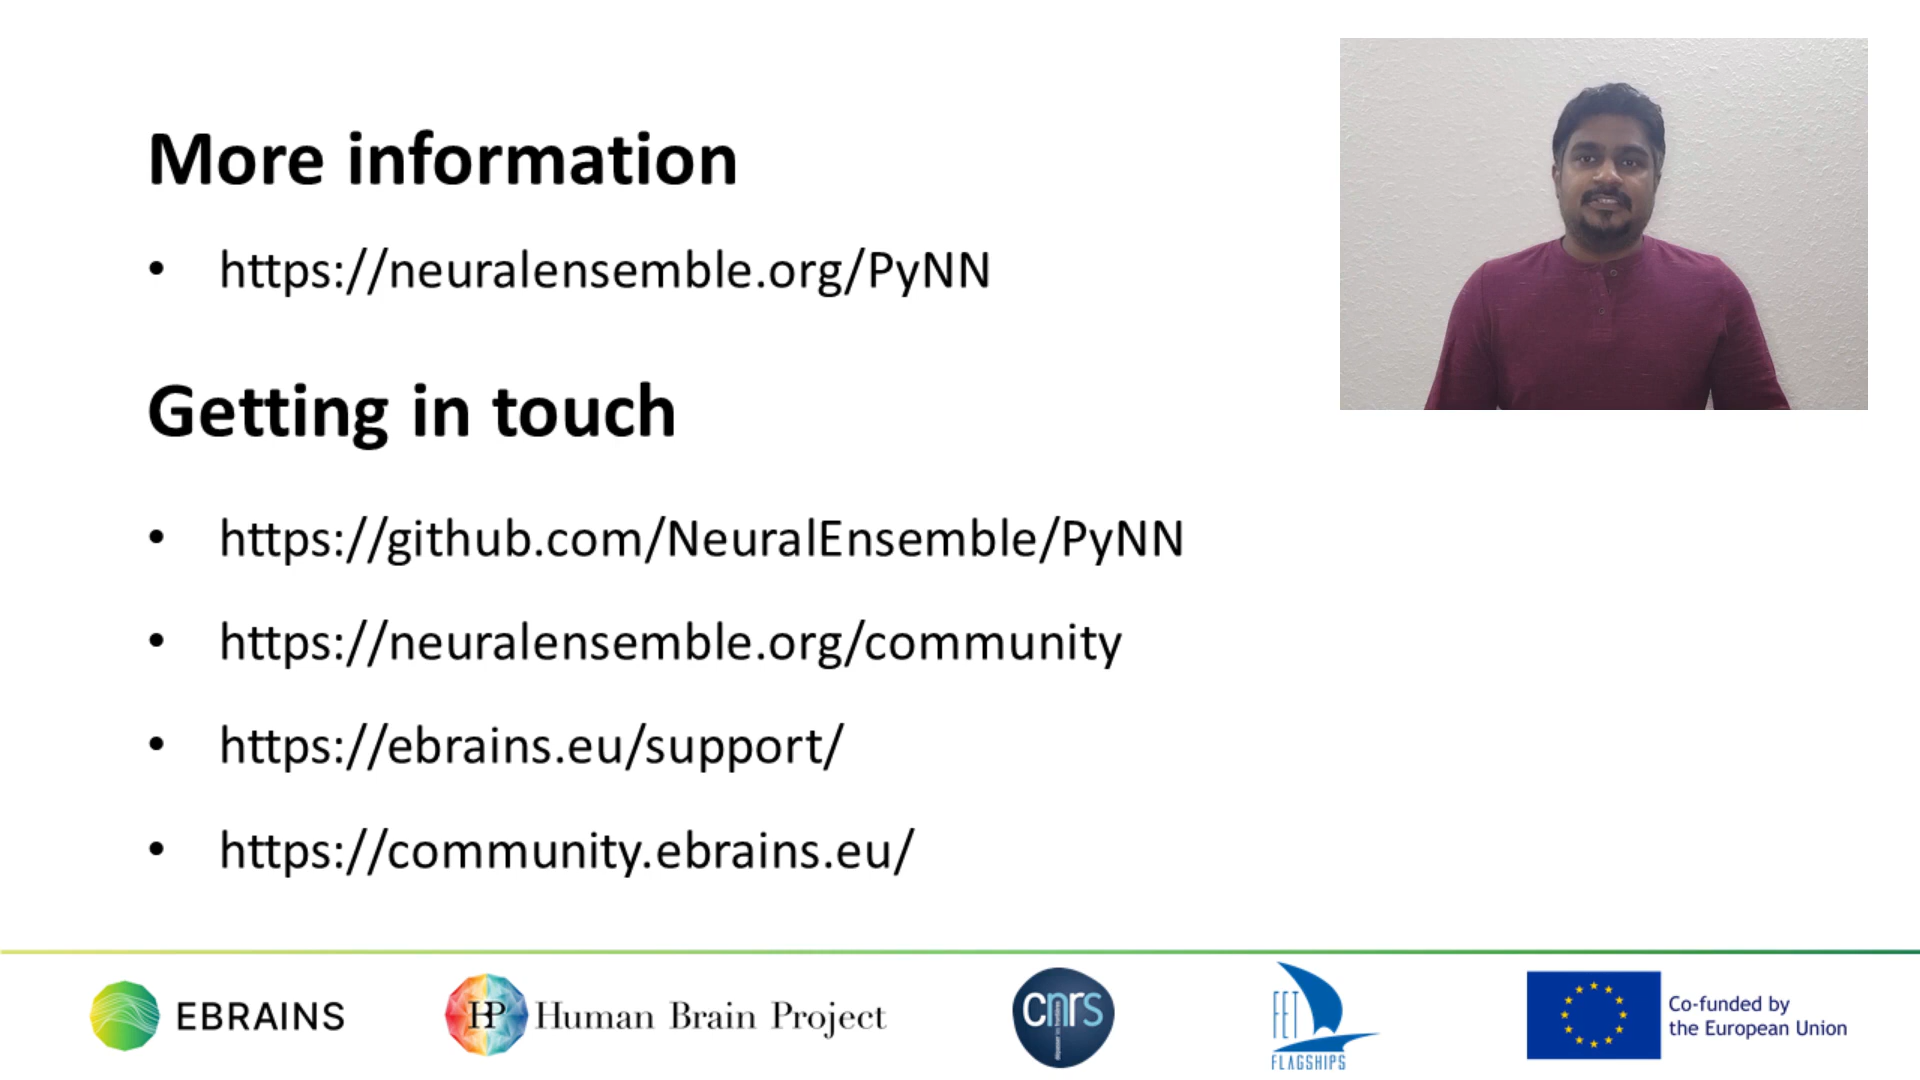 More information
• https://neuralensemble.org/PyNN
Getting in touch
• https://github.com/NeuralEnsemble/PyNN
• https://neuralensemble.org/community
• https://ebrains.eu/support/
• https://community.ebrains.eu/
EBRAINS
HP Human Brain Project
cnrs
FET
FLAGSHIPS
Co-funded by
the European Union